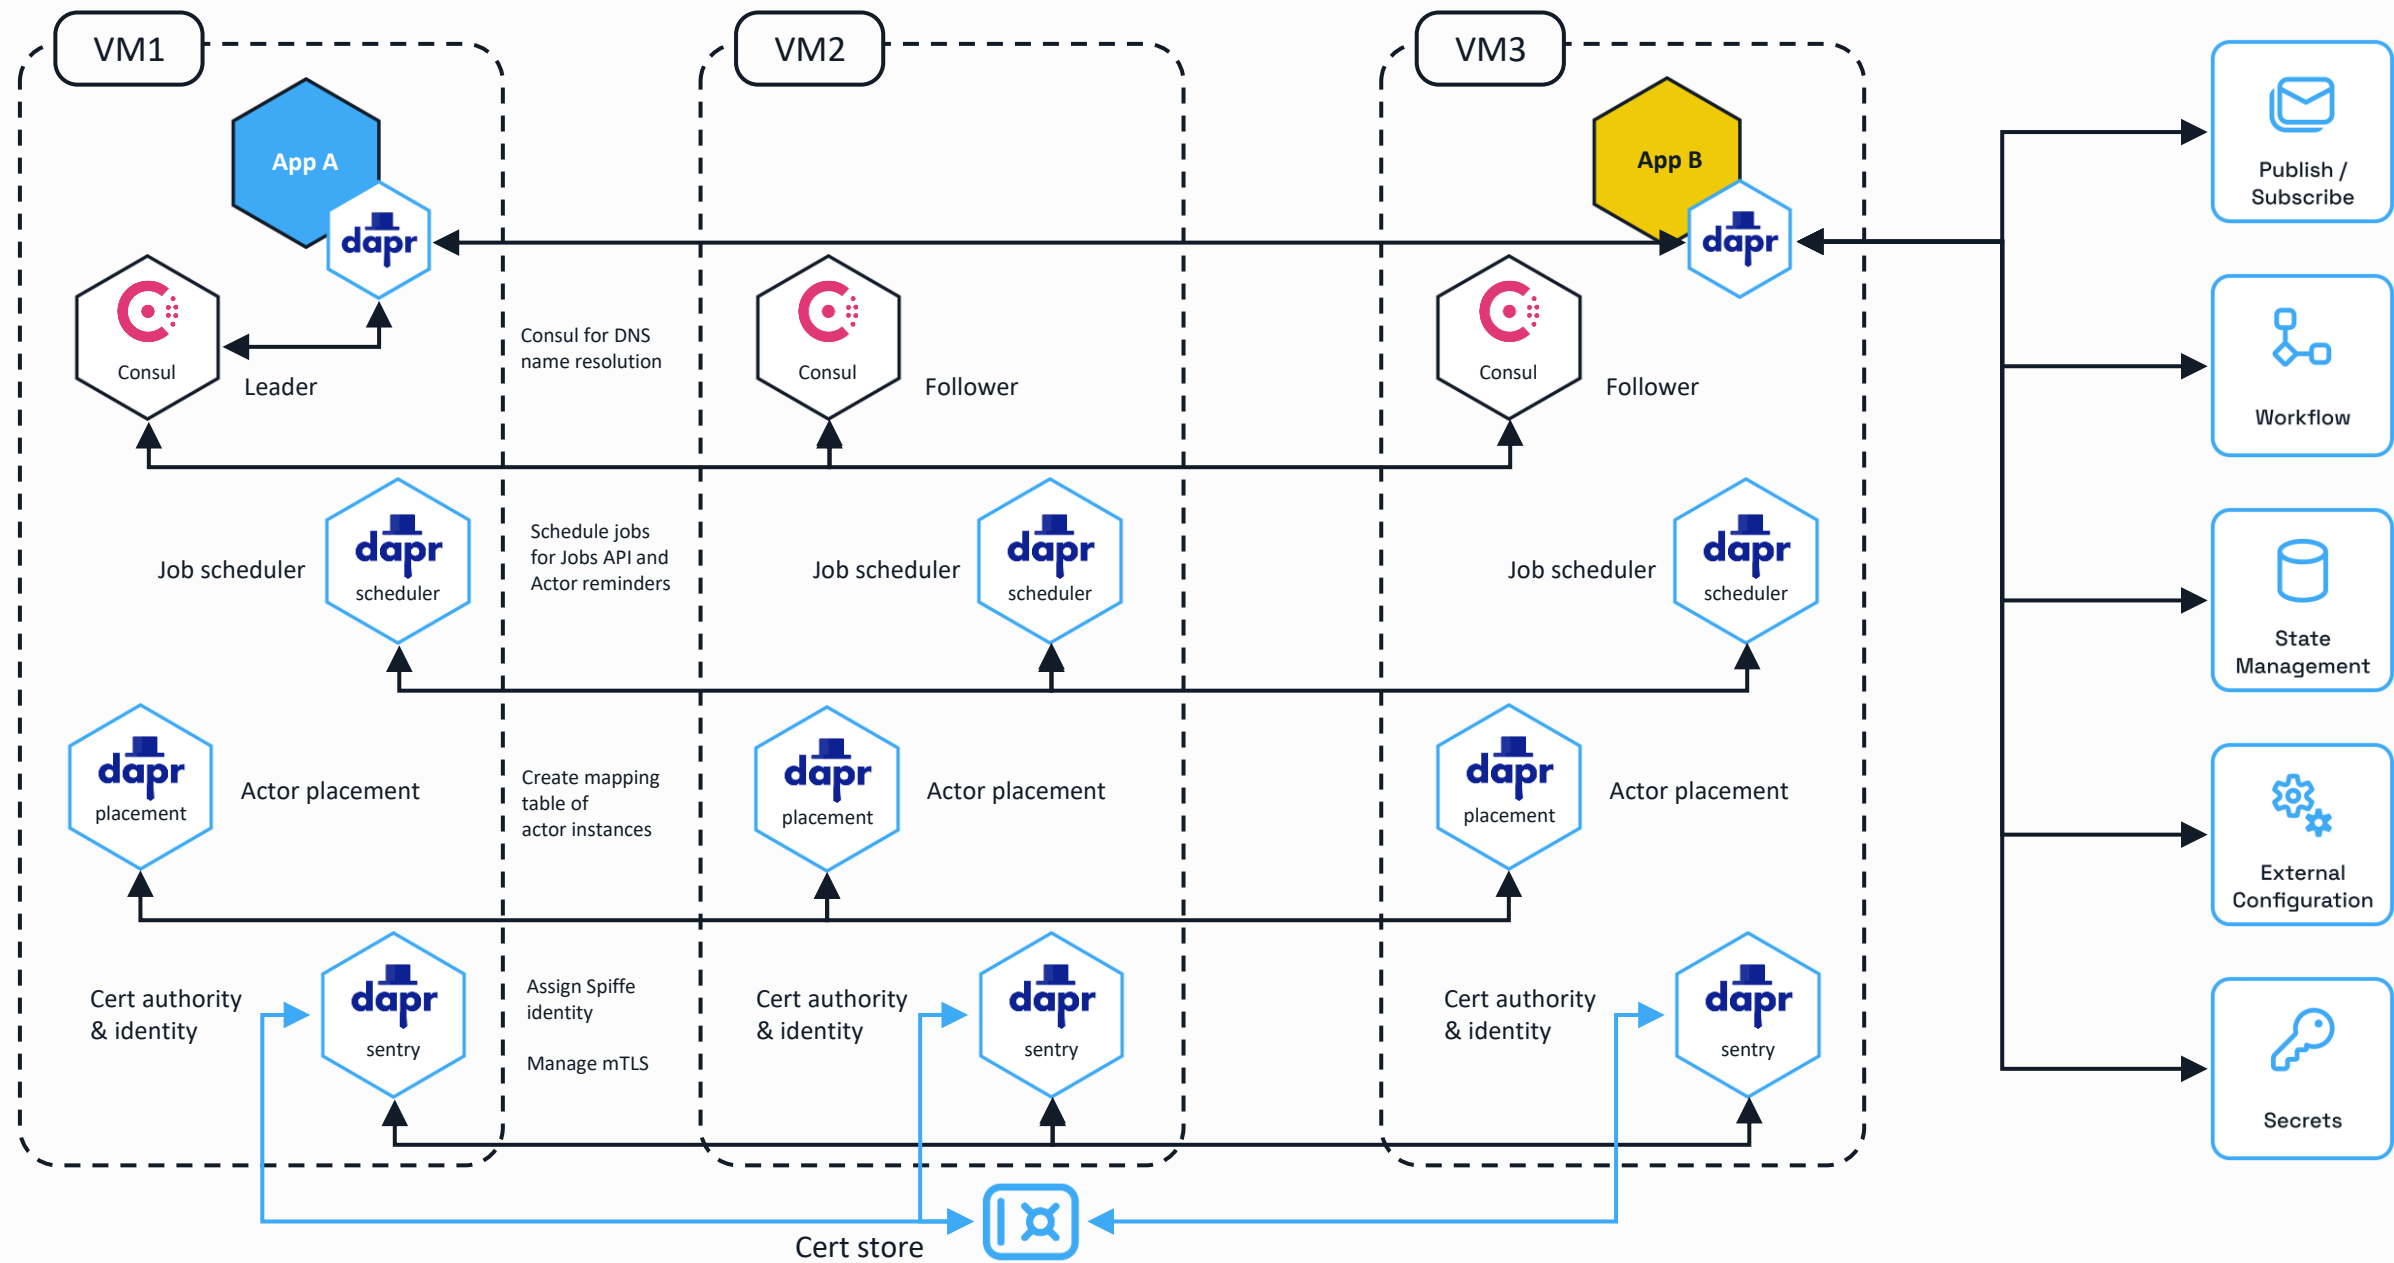 VM1
VM2
VM3
App A
dapr
App B
dapr
Publish /
Subscribe
Consul
Leader
Consul for DNS
name resolution
Consul
Follower
Consul
Follower
Workflow
Job scheduler
dapr
scheduler
Schedule jobs
for Jobs API and
Actor reminders
Job scheduler
dapr
scheduler
Job scheduler
dapr
scheduler
State
Management
dapr
placement
Actor placement
Create mapping
table of
actor instances
dapr
placement
Actor placement
dapr
placement
Actor placement
External
Configuration
Cert authority
& identity
dapr
sentry
Assign Spiffe
identity
Manage mTLS
Cert authority
& identity
dapr
sentry
Cert authority
& identity
dapr
sentry
Secrets
Cert store